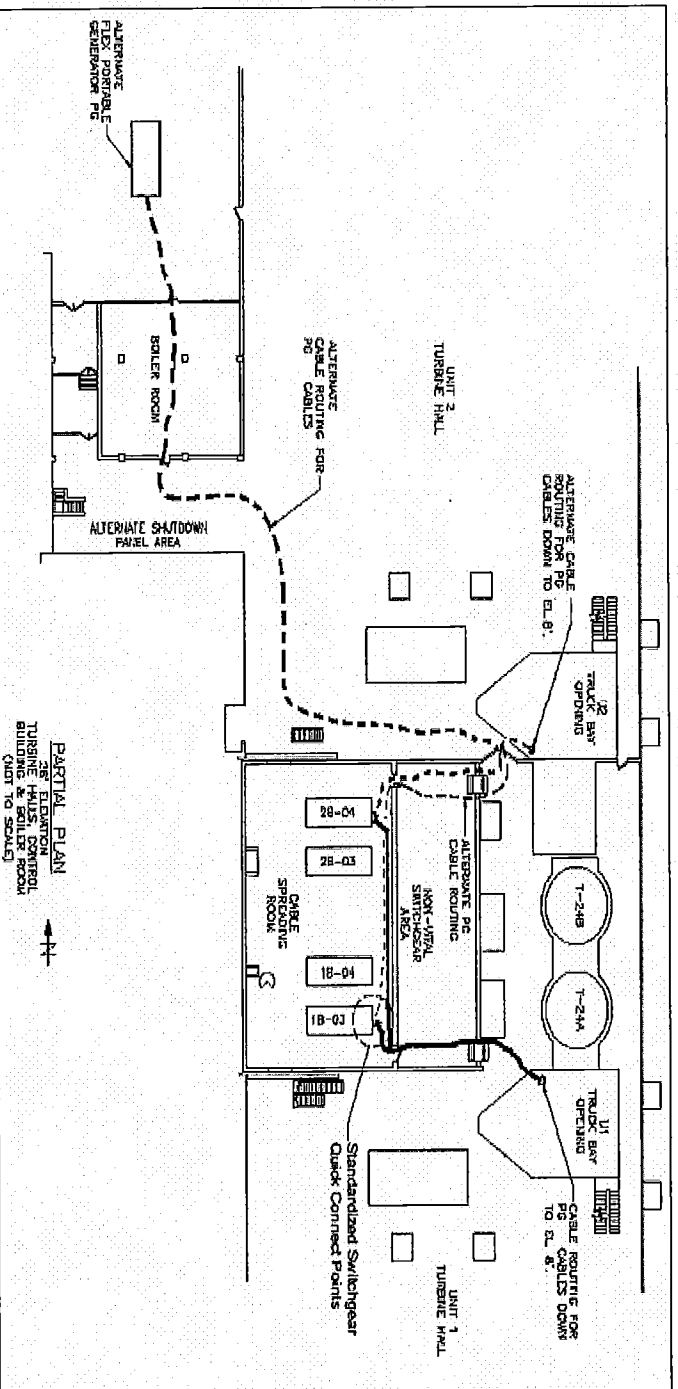 ALTERNATE
FLEX PORTABLE
GENERATOR PG
BOILER ROOM
ALTERNATE
CABLE ROUTING FOR
PG CABLES
UNIT 2
TURBINE HALL
ALTERNATE CABLE
ROUTING FOR PG
CABLES DOWN TO EL.8'.
ALTERNATE SHUTDOWN
PANEL AREA
U2
TRUCK BAY
OPENING
ALTERNATE PG
CABLE ROUTING
NON-VITAL
SWITCHGEAR
AREA
T-24B
T-24A
2B-04
2B-03
CABLE
SPREADING
ROOM
1B-04
1B-03
U1
TRUCK BAY
OPENING
CABLE ROUTING FOR
PG CABLES DOWN
TO EL 8'.
Standardized Switchgear
Quick Connect Points
UNIT 1
TURBINE HALL
PARTIAL PLAN
26' ELEVATION
TURBINE HALLS, CONTROL
BUILDING & BOILER ROOM
(NOT TO SCALE)